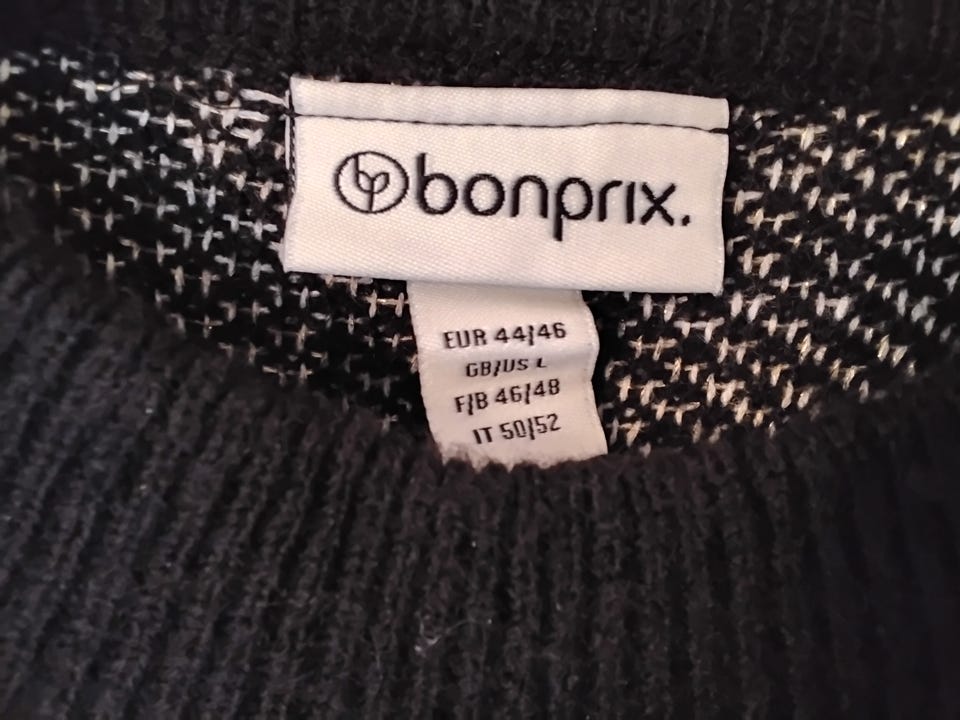 bonprix.
EUR 44/46
GB/US L
F/B 46/48
IT 50/52